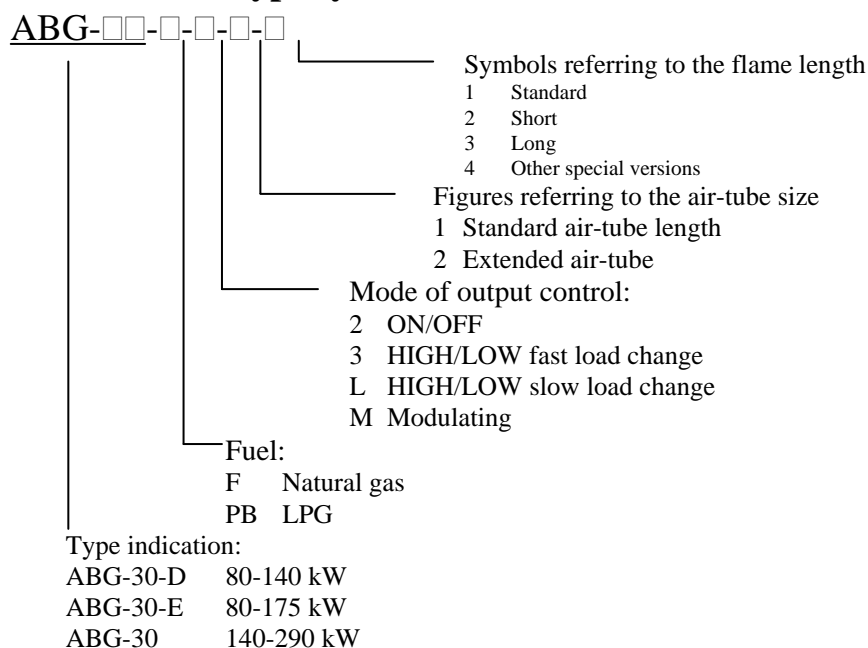 ABG-□□-□-□-□-□
Symbols referring to the flame length
1 Standard
2 Short
3 Long
4 Other special versions
Figures referring to the air-tube size
1 Standard air-tube length
2 Extended air-tube
Mode of output control:
2 ON/OFF
3 HIGH/LOW fast load change
L HIGH/LOW slow load change
M Modulating
Fuel:
F Natural gas
PB LPG
Type indication:
ABG-30-D 80-140 kW
ABG-30-E 80-175 kW
ABG-30 140-290 kW